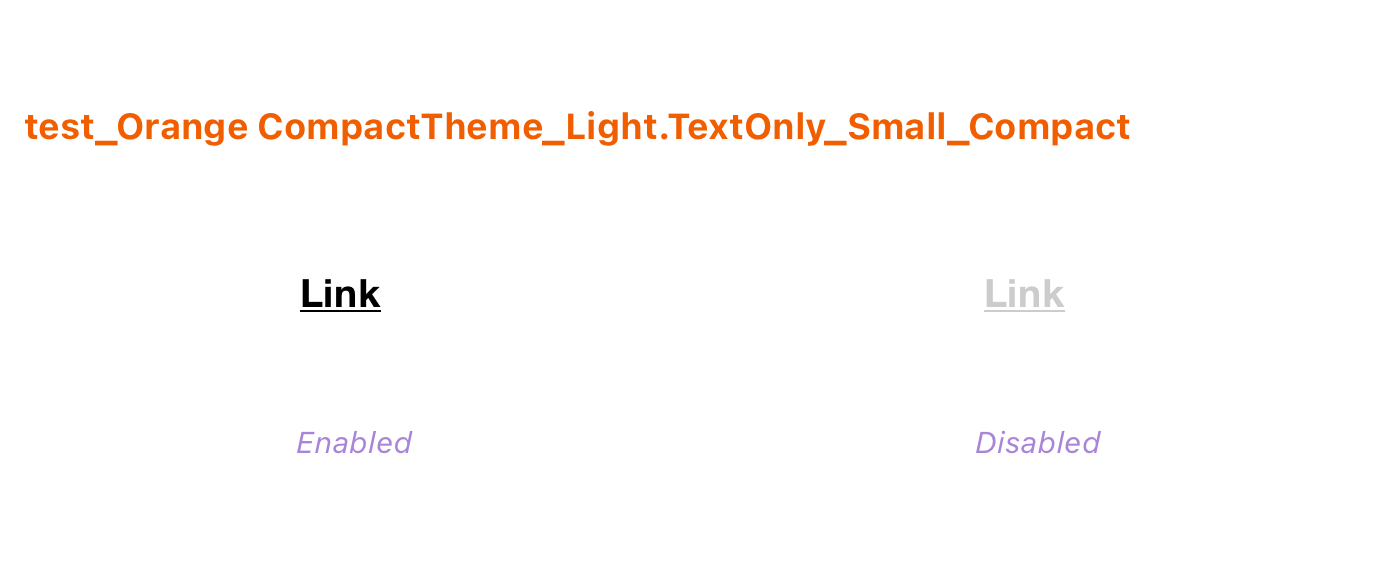 test_Orange CompactTheme_Light.TextOnly_Small_Compact
Link Link
Enabled Disabled